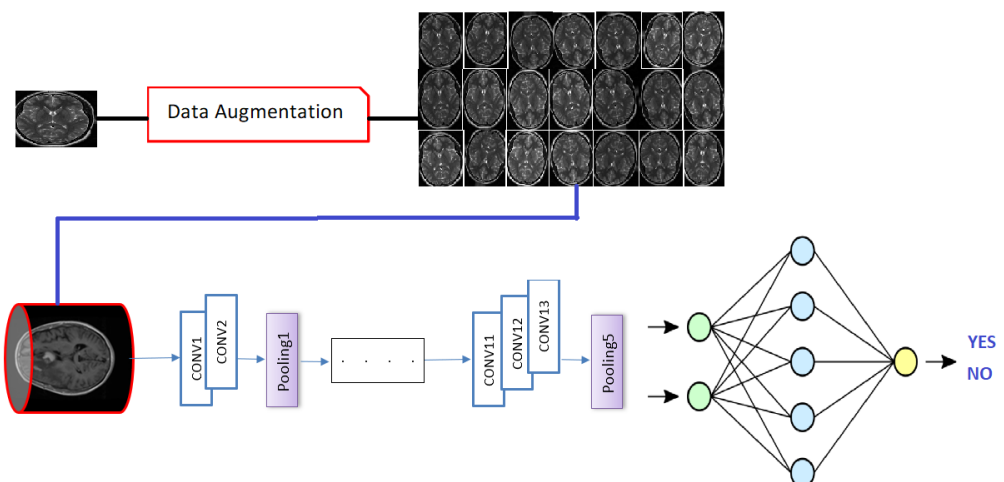 Data Augmentation
CONV1
CONV2
Pooling1
. . . .
CONV11
CONV12
CONV13
Pooling5
YES
NO